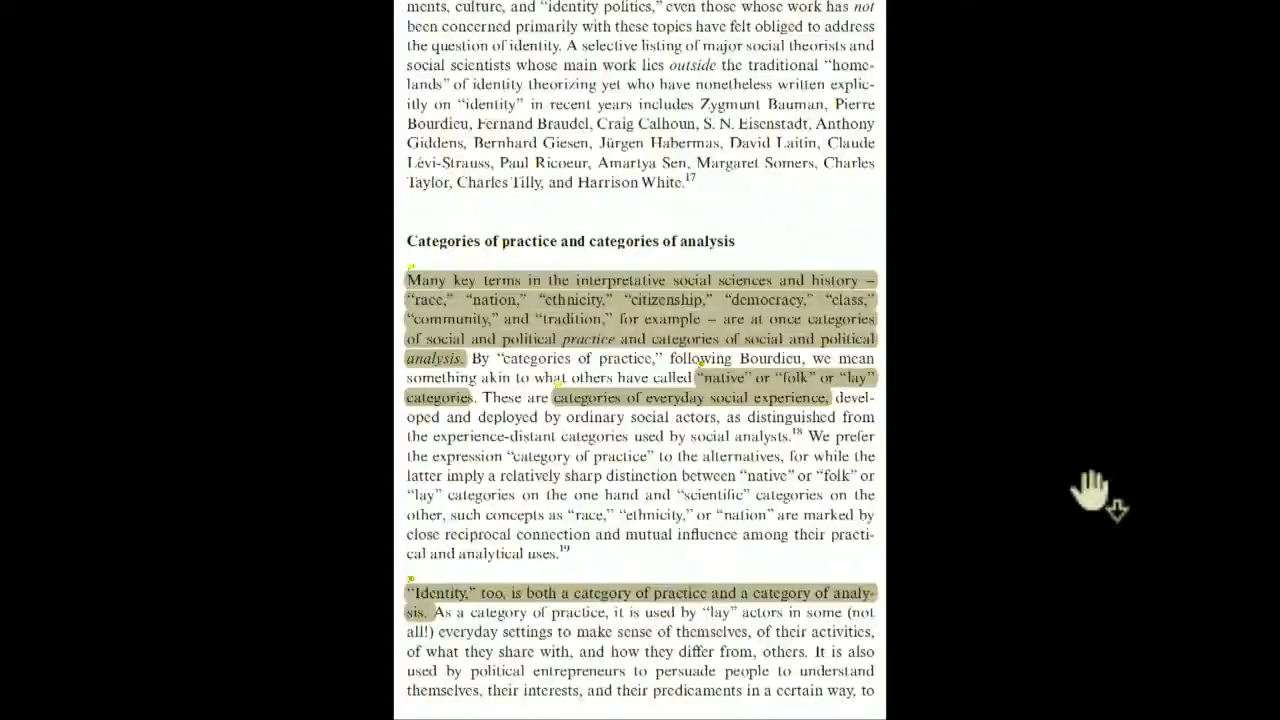 ments, culture, and “identity politics,” even those whose work has not
been concerned primarily with these topics have felt obliged to address
the question of identity. A selective listing of major social theorists and
social scientists whose main work lies outside the traditional “home-
lands” of identity theorizing yet who have nonetheless written explic-
itly on “identity” in recent years includes Zygmunt Bauman, Pierre
Bourdieu, Fernand Braudel, Craig Calhoun, S. N. Eisenstadt, Anthony
Giddens, Bernhard Giesen, Jürgen Habermas, David Laitin, Claude
Lévi-Strauss, Paul Ricoeur, Amartya Sen, Margaret Somers, Charles
Taylor, Charles Tilly, and Harrison White.17
Categories of practice and categories of analysis
Many key terms in the interpretative social sciences and history –
“race,” “nation,” “ethnicity,” “citizenship,” “democracy,” “class,”
“community,” and “tradition,” for example – are at once categories
of social and political practice and categories of social and political
analysis. By “categories of practice,” following Bourdieu, we mean
something akin to what others have called “native” or “folk” or “lay”
categories. These are categories of everyday social experience, devel-
oped and deployed by ordinary social actors, as distinguished from
the experience-distant categories used by social analysts.18 We prefer
the expression “category of practice” to the alternatives, for while the
latter imply a relatively sharp distinction between “native” or “folk” or
“lay” categories on the one hand and “scientific” categories on the
other, such concepts as “race,” “ethnicity,” or “nation” are marked by
close reciprocal connection and mutual influence among their practi-
cal and analytical uses.19
“Identity,” too, is both a category of practice and a category of analy-
sis. As a category of practice, it is used by “lay” actors in some (not
all!) everyday settings to make sense of themselves, of their activities,
of what they share with, and how they differ from, others. It is also
used by political entrepreneurs to persuade people to understand
themselves, their interests, and their predicaments in a certain way, to